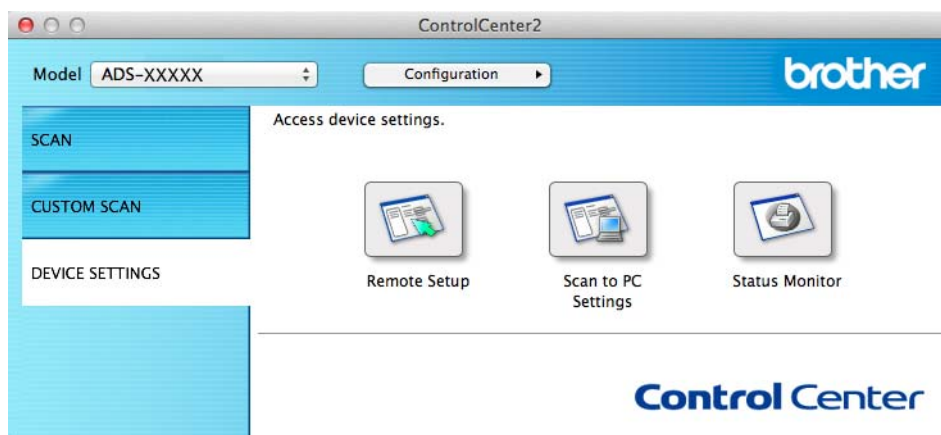 ControlCenter2
Model ADS-XXXXX Configuration
brother
SCAN
CUSTOM SCAN
DEVICE SETTINGS
Access device settings.
Remote Setup
Scan to PC
Settings
Status Monitor
Control Center